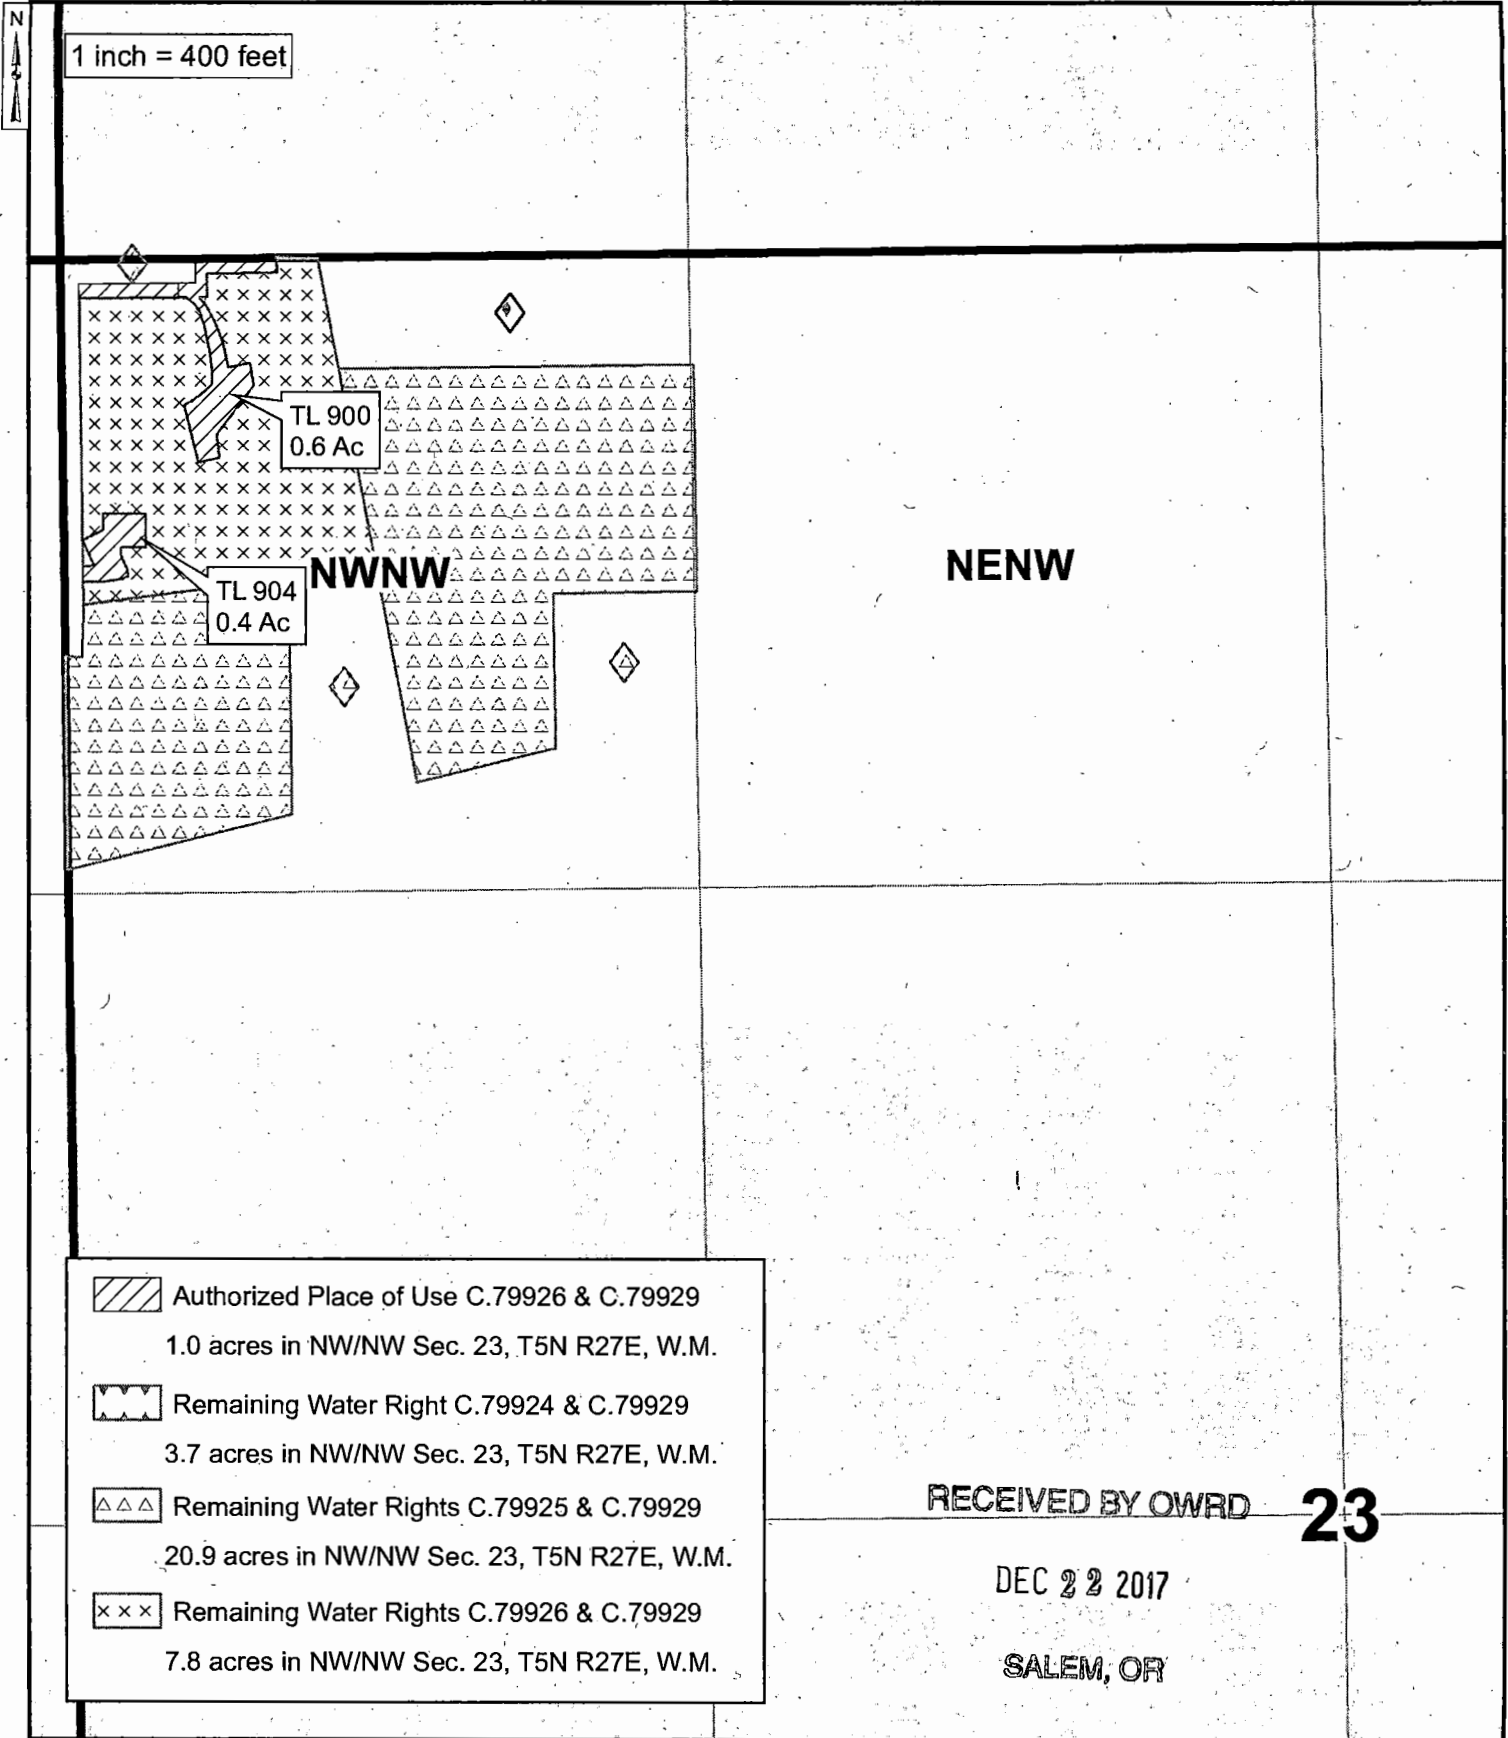 N
1 inch = 400 feet
TL 900
0.6 Ac
NWNW
NENW
TL 904
0.4 Ac
Authorized Place of Use C.79926 & C.79929
1.0 acres in NW/NW Sec. 23, T5N R27E, W.M.
Remaining Water Right C.79924 & C.79929
3.7 acres in NW/NW Sec. 23, T5N R27E, W.M.
Remaining Water Rights C.79925 & C.79929
20.9 acres in NW/NW Sec. 23, T5N R27E, W.M.
Remaining Water Rights C.79926 & C.79929
7.8 acres in NW/NW Sec. 23, T5N R27E, W.M.
RECEIVED BY OWRD
23
DEC 22 2017
SALEM, OR